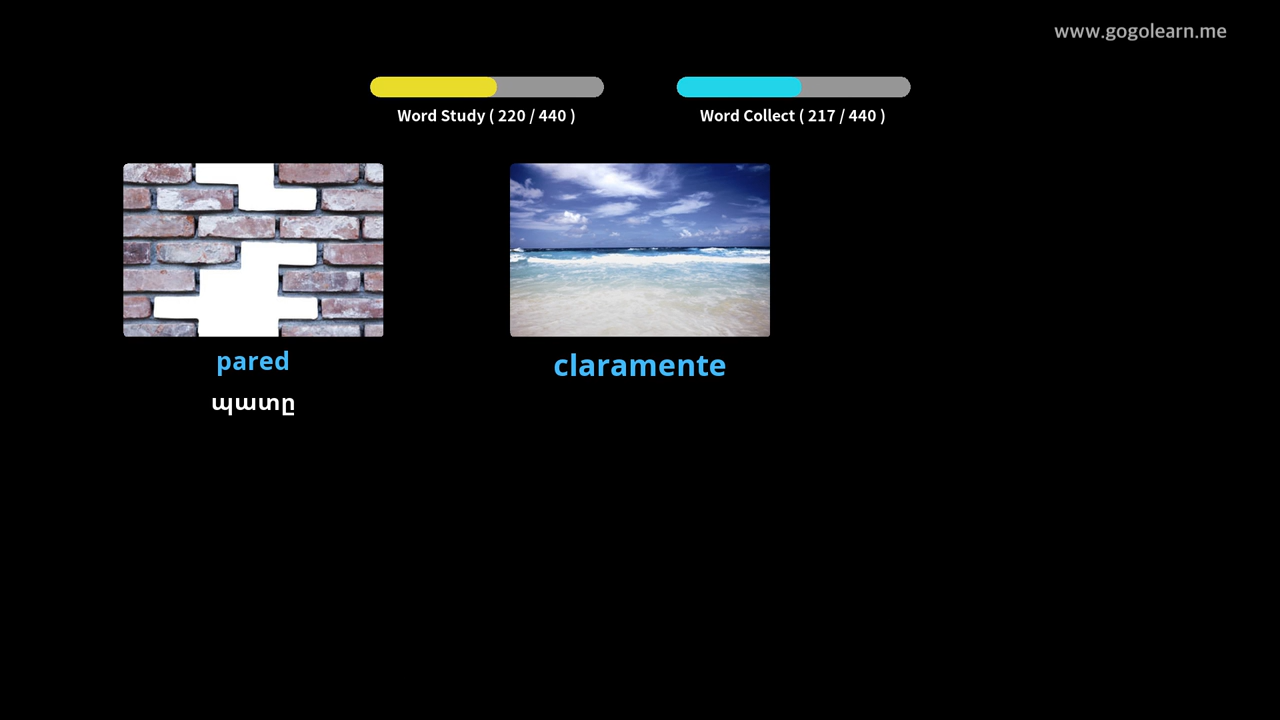 www.gogolearn.me
Word Study ( 220 / 440 )
Word Collect ( 217 / 440 )
pared
պատը
claramente